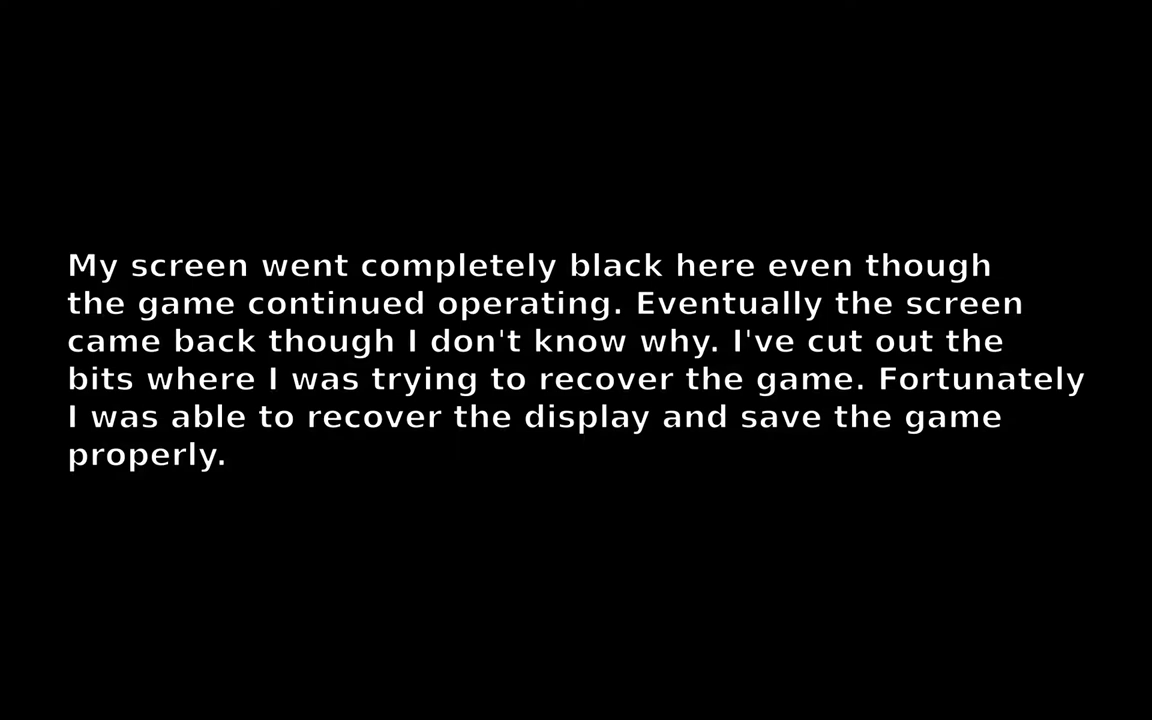 My screen went completely black here even though
the game continued operating. Eventually the screen
came back though I don't know why. I've cut out the
bits where I was trying to recover the game. Fortunately
I was able to recover the display and save the game
properly.